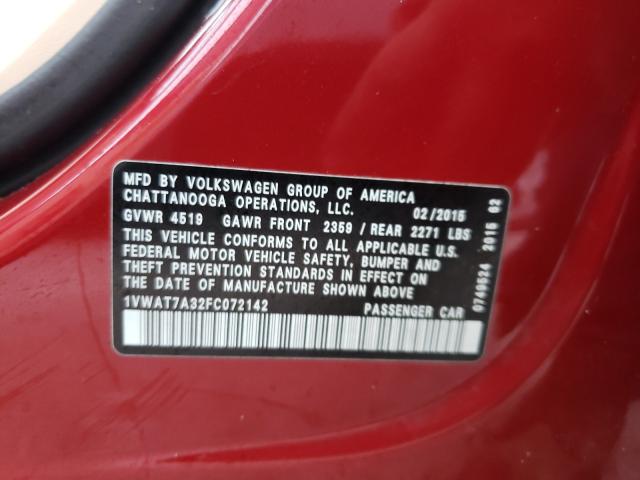 MFD BY VOLKSWAGEN GROUP OF AMERICA
CHATTANOOGA OPERATIONS, LLC. 02/2015
GVWR 4519 GAWR FRONT 2359 / REAR 2271 LBS
THIS VEHICLE CONFORMS TO ALL APPLICABLE U.S.
FEDERAL MOTOR VEHICLE SAFETY, BUMPER AND
THEFT PREVENTION STANDARDS IN EFFECT ON
THE DATE OF MANUFACTURE SHOWN ABOVE
1VWAT7A32FC072142 PASSENGER CAR
0749524 2015 02